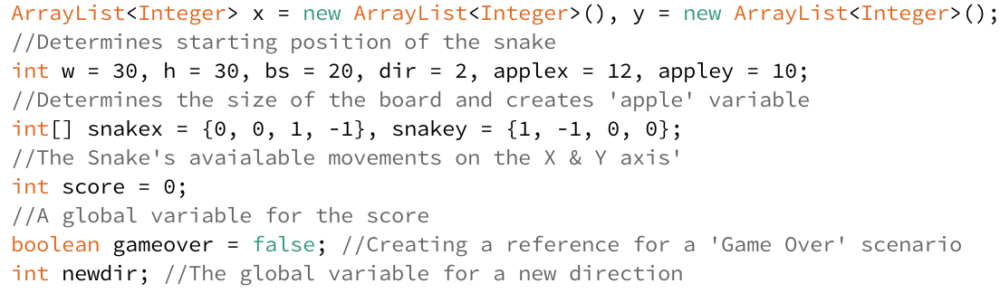 ArrayList<Integer> x = new ArrayList<Integer>(), y = new ArrayList<Integer>();
//Determines starting position of the snake
int w = 30, h = 30, bs = 20, dir = 2, applex = 12, appley = 10;
//Determines the size of the board and creates 'apple' variable
int[] snakex = {0, 0, 1, -1}, snakey = {1, -1, 0, 0};
//The Snake's avaialable movements on the X & Y axis'
int score = 0;
//A global variable for the score
boolean gameover = false; //Creating a reference for a 'Game Over' scenario
int newdir; //The global variable for a new direction